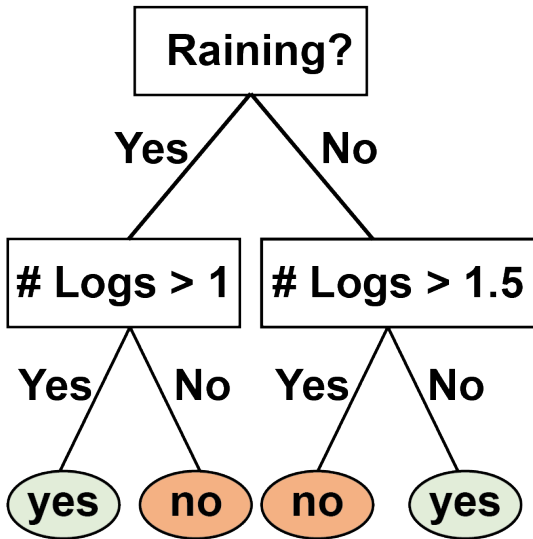 Raining?
Yes No
# Logs > 1 # Logs > 1.5
Yes No Yes No
yes no no yes